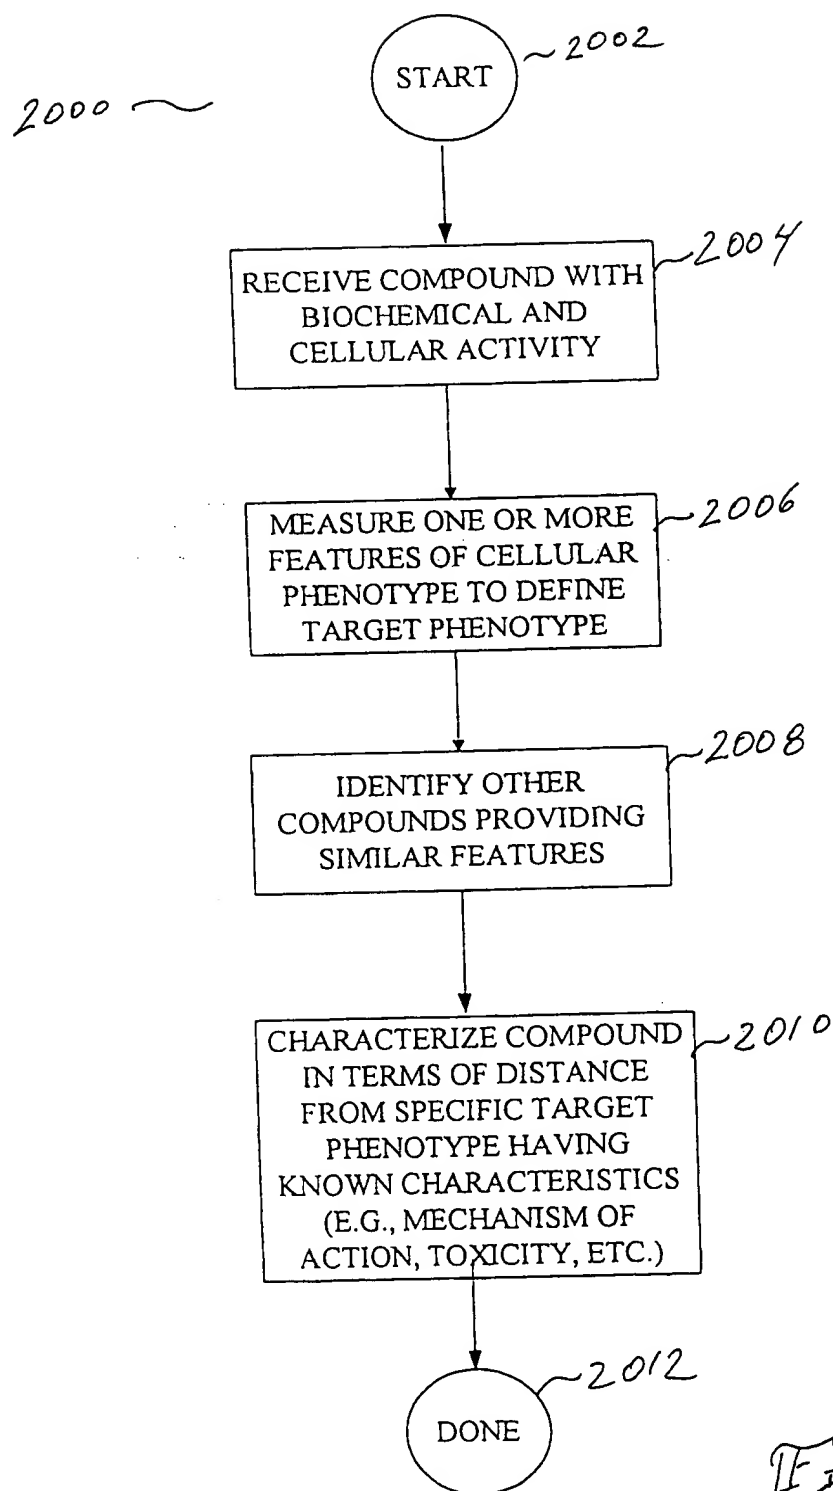 START
2002
2000
RECEIVE COMPOUND WITH
BIOCHEMICAL AND
CELLULAR ACTIVITY
2004
MEASURE ONE OR MORE
FEATURES OF CELLULAR
PHENOTYPE TO DEFINE
TARGET PHENOTYPE
2006
IDENTIFY OTHER
COMPOUNDS PROVIDING
SIMILAR FEATURES
2008
CHARACTERIZE COMPOUND
IN TERMS OF DISTANCE
FROM SPECIFIC TARGET
PHENOTYPE HAVING
KNOWN CHARACTERISTICS
(E.G., MECHANISM OF
ACTION, TOXICITY, ETC.)
2010
DONE
2012